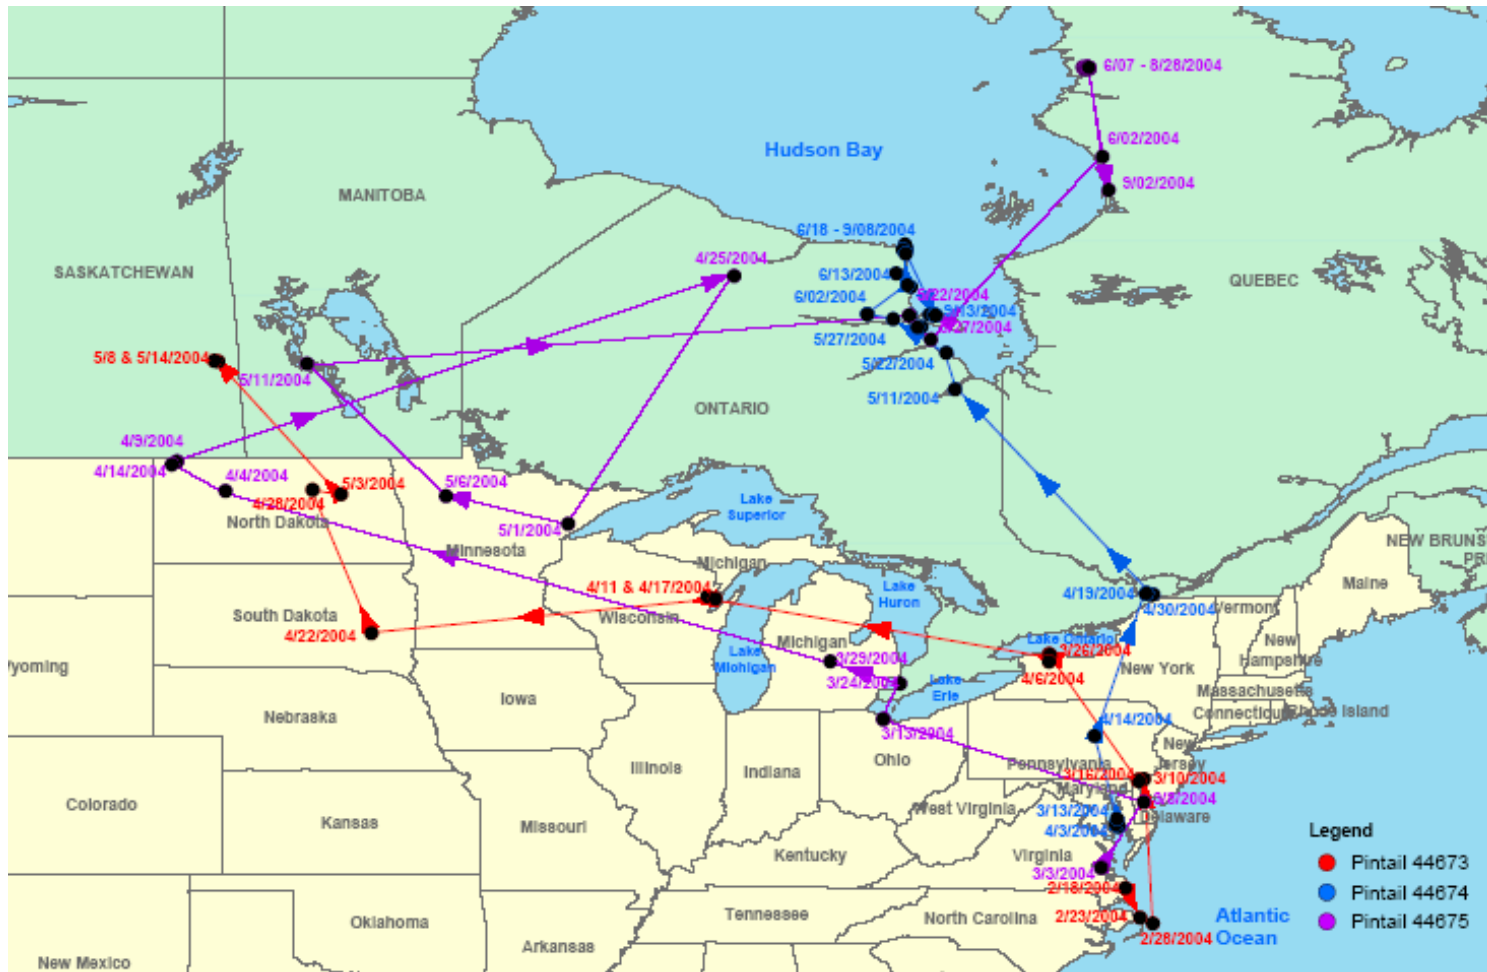 6/07 - 8/28/2004
Hudson Bay
6/02/2004
MANITOBA
9/02/2004
6/18 - 9/08/2004
SASKATCHEWAN
4/25/2004
6/13/2004
QUEBEC
6/02/2004
5/27/2004
5/22/2004
5/8 & 5/14/2004
5/11/2004
5/11/2004
ONTARIO
4/9/2004
4/14/2004
4/4/2004
5/3/2004
4/28/2004
5/6/2004
North Dakota
5/1/2004
Lake
Superior
Minnesota
NEW BRUNS
PRI
Michigan
Maine
4/11 & 4/17/2004
Lake
Huron
4/19/2004
4/30/2004
Vermont
South Dakota
4/22/2004
Wisconsin
Michigan
Lake Ontario
3/26/2004
New
Hampshire
Wyoming
Lake
Michigan
3/29/2004
3/24/2004
Lake
Erie
4/6/2004
New York
Massachusetts
Connecticut
Rhode Island
Iowa
Nebraska
3/13/2004
4/14/2004
New
Jersey
Pennsylvania
Illinois
Indiana
Ohio
3/16/2004
3/10/2004
Maryland
Colorado
West Virginia
3/13/2004
Delaware
Kansas
Missouri
4/3/2004
Kentucky
Virginia
3/3/2004
2/18/2004
Tennessee
North Carolina
2/23/2004
2/28/2004
Oklahoma
Arkansas
New Mexico
Atlantic
Ocean
Legend
Pintail 44673
Pintail 44674
Pintail 44675